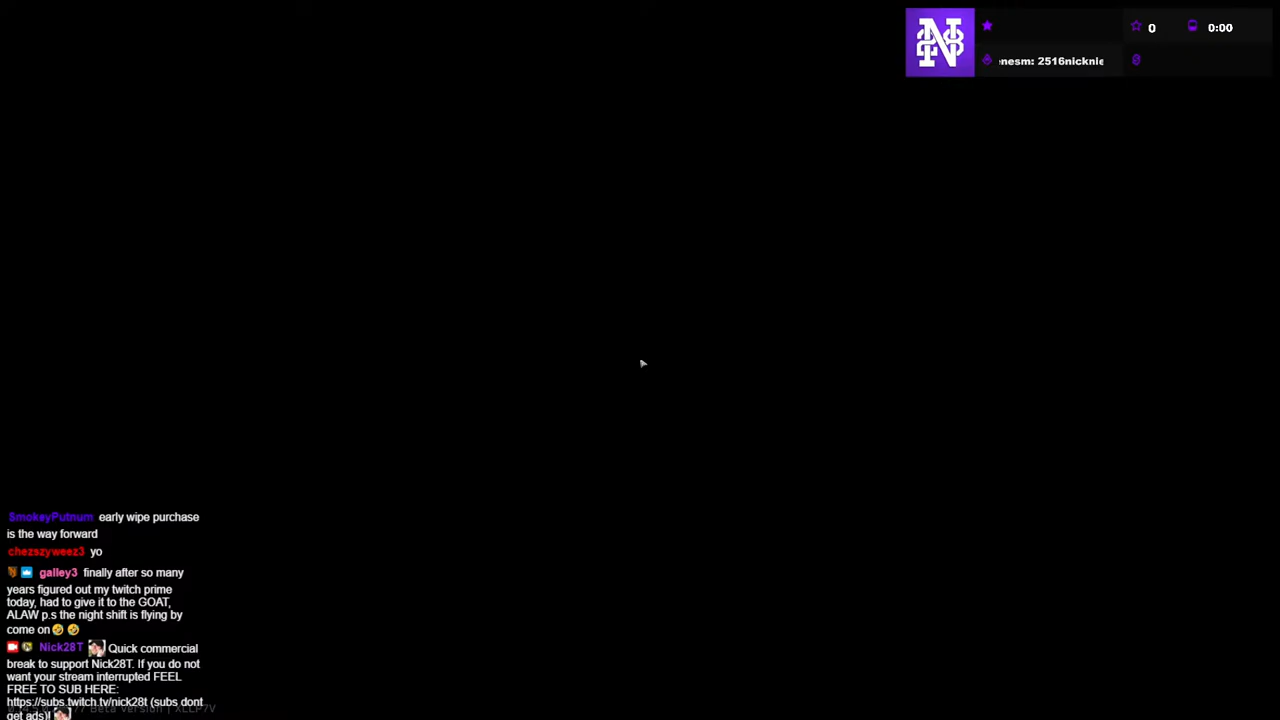 N
0
0:00
enesm: 2516nicknie
SmokeyPutnum early wipe purchase
is the way forward
chezszyweez3 yo
galley3 finally after so many
years figured out my twitch prime
today, had to give it to the GOAT,
ALAW p.s the night shift is flying by
come on🤣🤣
Nick28T Quick commercial
break to support Nick28T. If you do not
want your stream interrupted FEEL
FREE TO SUB HERE:
https://subs.twitch.tv/nick28t (subs dont
get ads)!
Beta version | XLLP7V